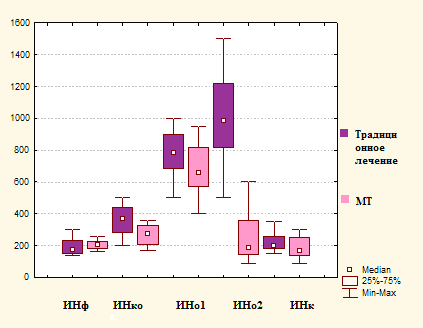 1600
1400
1200
1000
800
600
400
200
0
ИНф ИНко ИНо1 ИНо2 ИНк
Традици
онное
лечение
МТ
Median
25%-75%
Min-Max